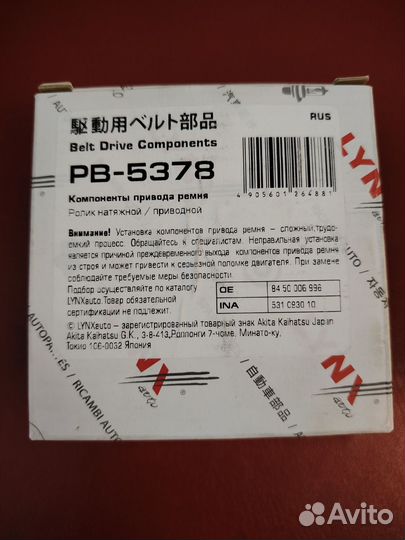 駆動用ベルト部品
RUS
Belt Drive Components
PB-5378
4 905601 264881
Компоненты привода ремня
Ролик натяжной / приводной
Внимание! Установка компонентов привода ремня – сложный,трудо-
емкий процесс. Обращайтесь к специалистам. Неправильная установка
является причиной преждевременного выхода компонентов привода ремня
из строя и может привести к серьезной поломке двигателя. При замене
соблюдайте требуемые меры безопасности.
Подбор осуществляйте по каталогу
LYNXauto.Товар обязательной
сертификации не подлежит.
OE 84 50 006 996
INA 531 0930 10
© LYNXauto – зарегистрированный товарный знак Akita Kaihatsu Japan
Akita Kaihatsu G.K., 3-8-413,Роппонги 7-чоме, Минато-ку,
Токио 106-0032 Япония
LYNX
auto
/ RICAMBI AUTO
/ 自動車部品 /
auto
Avito